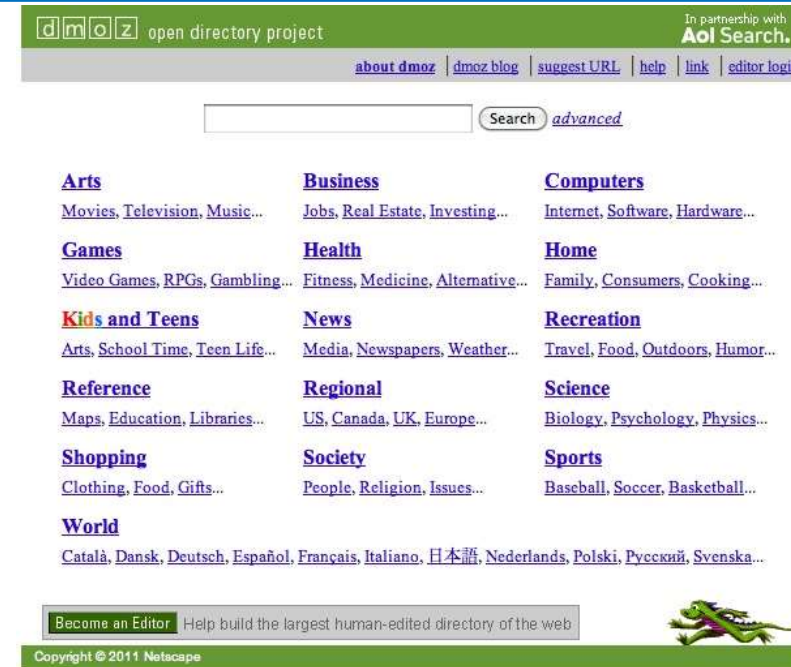 dmoz open directory project
In partnership with
Aol Search.
about dmoz | dmoz blog | suggest URL | help | link | editor logi
Search advanced
Arts Business Computers
Movies, Television, Music... Jobs, Real Estate, Investing... Internet, Software, Hardware...
Games Health Home
Video Games, RPGs, Gambling... Fitness, Medicine, Alternative... Family, Consumers, Cooking...
Kids and Teens News Recreation
Arts, School Time, Teen Life... Media, Newspapers, Weather... Travel, Food, Outdoors, Humor...
Reference Regional Science
Maps, Education, Libraries... US, Canada, UK, Europe... Biology, Psychology, Physics...
Shopping Society Sports
Clothing, Food, Gifts... People, Religion, Issues... Baseball, Soccer, Basketball...
World
Català, Dansk, Deutsch, Español, Français, Italiano, 日本語, Nederlands, Polski, Русский, Svenska...
Become an Editor Help build the largest human-edited directory of the web
Copyright © 2011 Netscape